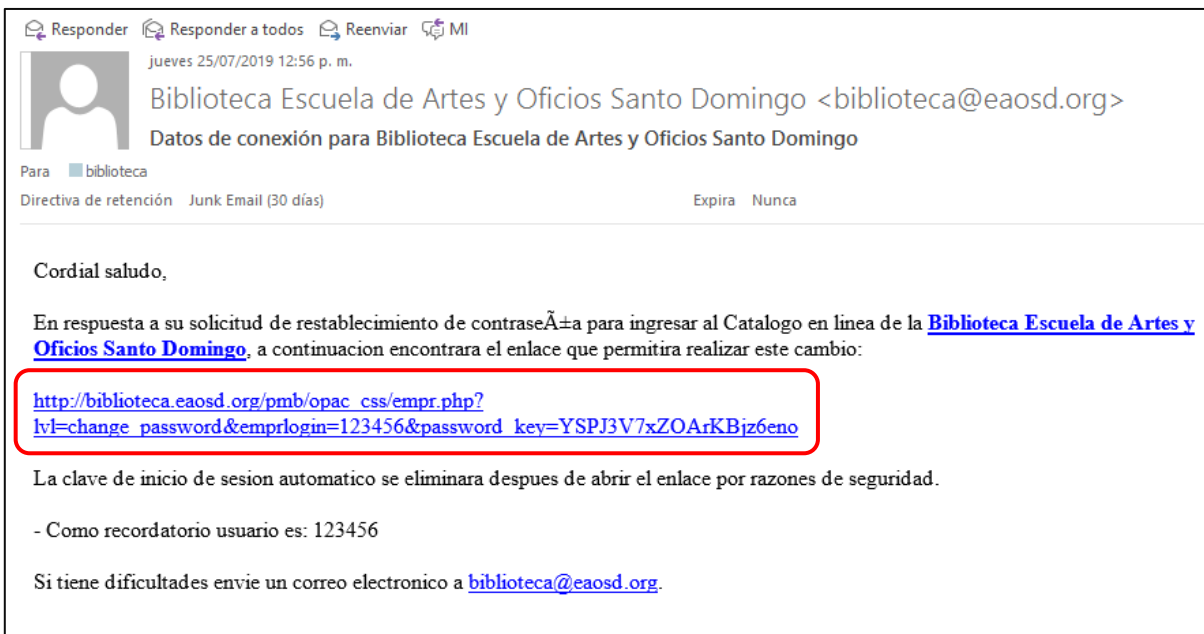 Responder Responder a todos Reenviar MI
jueves 25/07/2019 12:56 p. m.
Biblioteca Escuela de Artes y Oficios Santo Domingo <biblioteca@eaosd.org>
Datos de conexión para Biblioteca Escuela de Artes y Oficios Santo Domingo
Para biblioteca
Directiva de retención Junk Email (30 días) Expira Nunca
Cordial saludo,
En respuesta a su solicitud de restablecimiento de contraseÃ±a para ingresar al Catalogo en linea de la Biblioteca Escuela de Artes y
Oficios Santo Domingo, a continuacion encontrara el enlace que permitira realizar este cambio:
http://biblioteca.eaosd.org/pmb/opac_css/empr.php?
lvl=change_password&emprlogin=123456&password_key=YSPJ3V7xZOArKBjz6eno
La clave de inicio de sesion automatico se eliminara despues de abrir el enlace por razones de seguridad.
- Como recordatorio usuario es: 123456
Si tiene dificultades envie un correo electronico a biblioteca@eaosd.org.